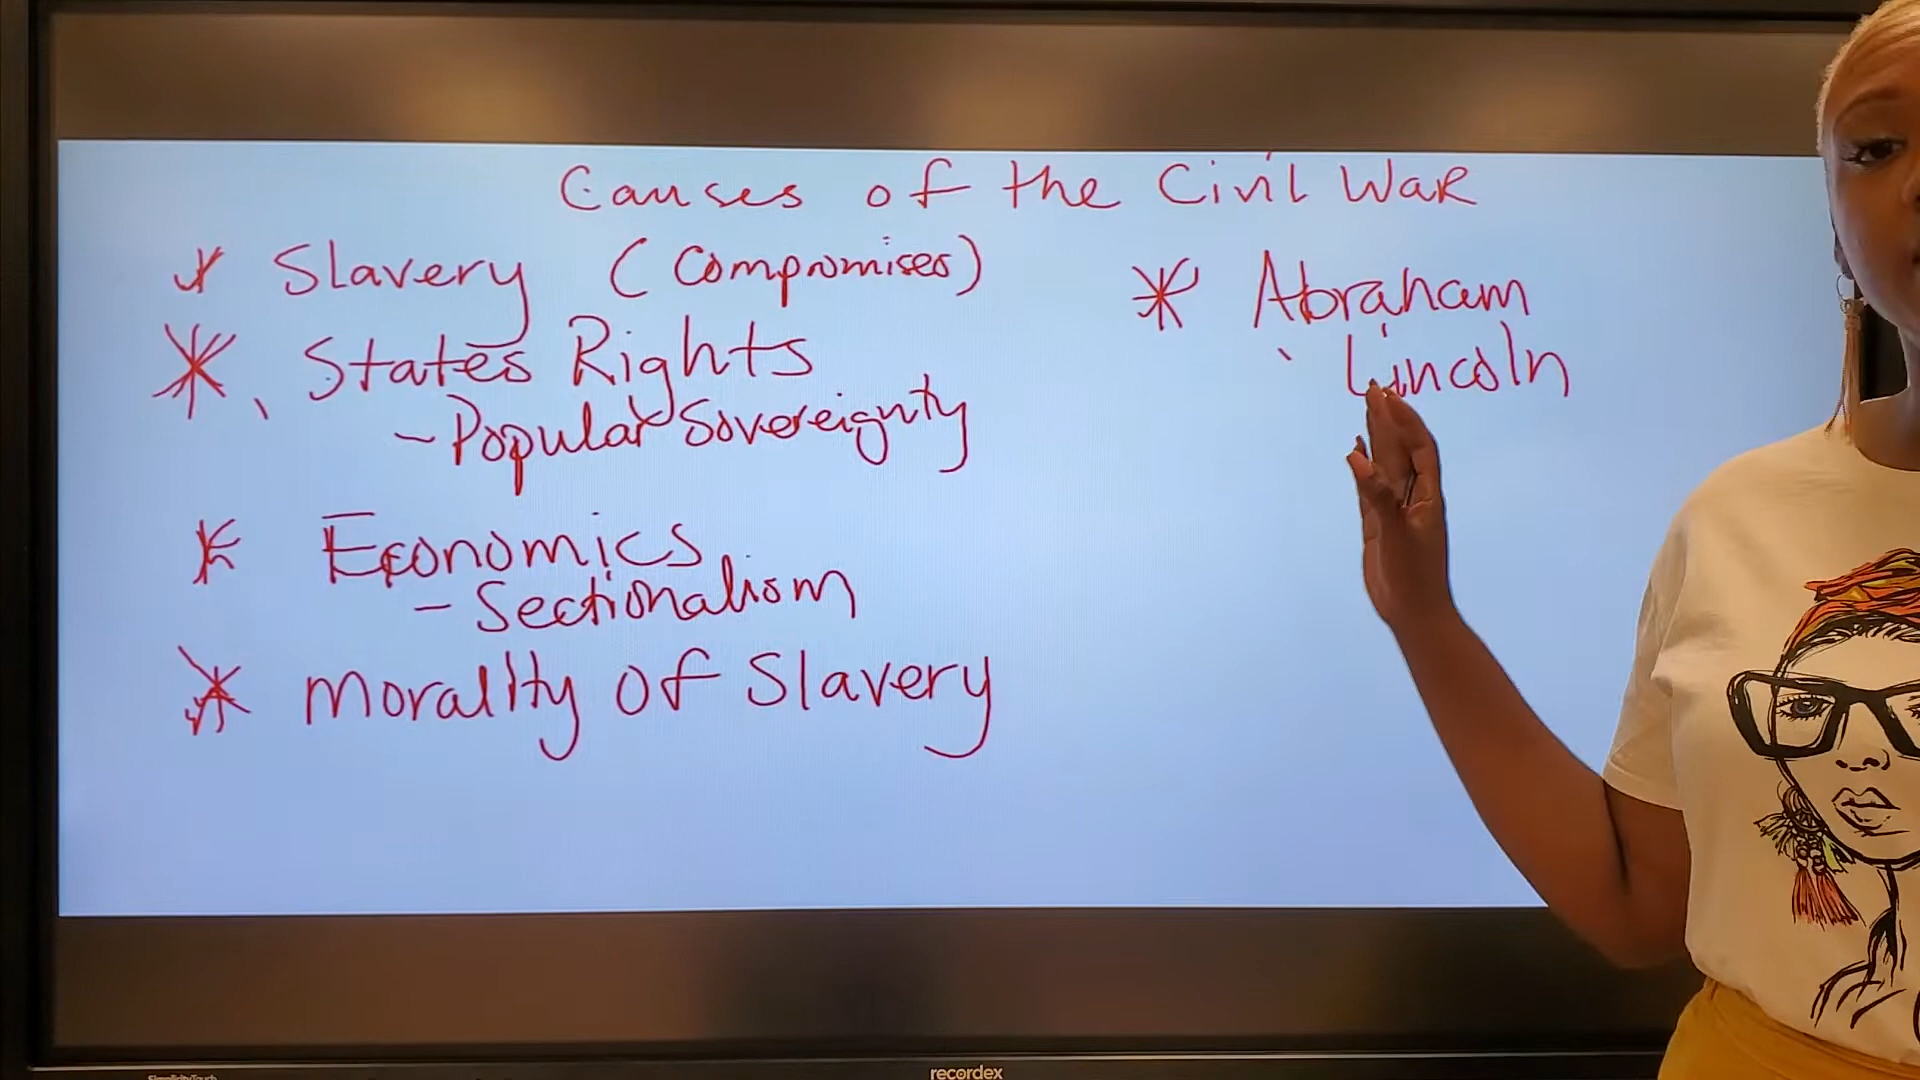 Causes of the Civil War
Slavery (Compromises)
States Rights
- Popular Sovereignty
Economics
- Sectionalism
Morality of Slavery
Abraham
Lincoln
SimplicityTouch
recordex